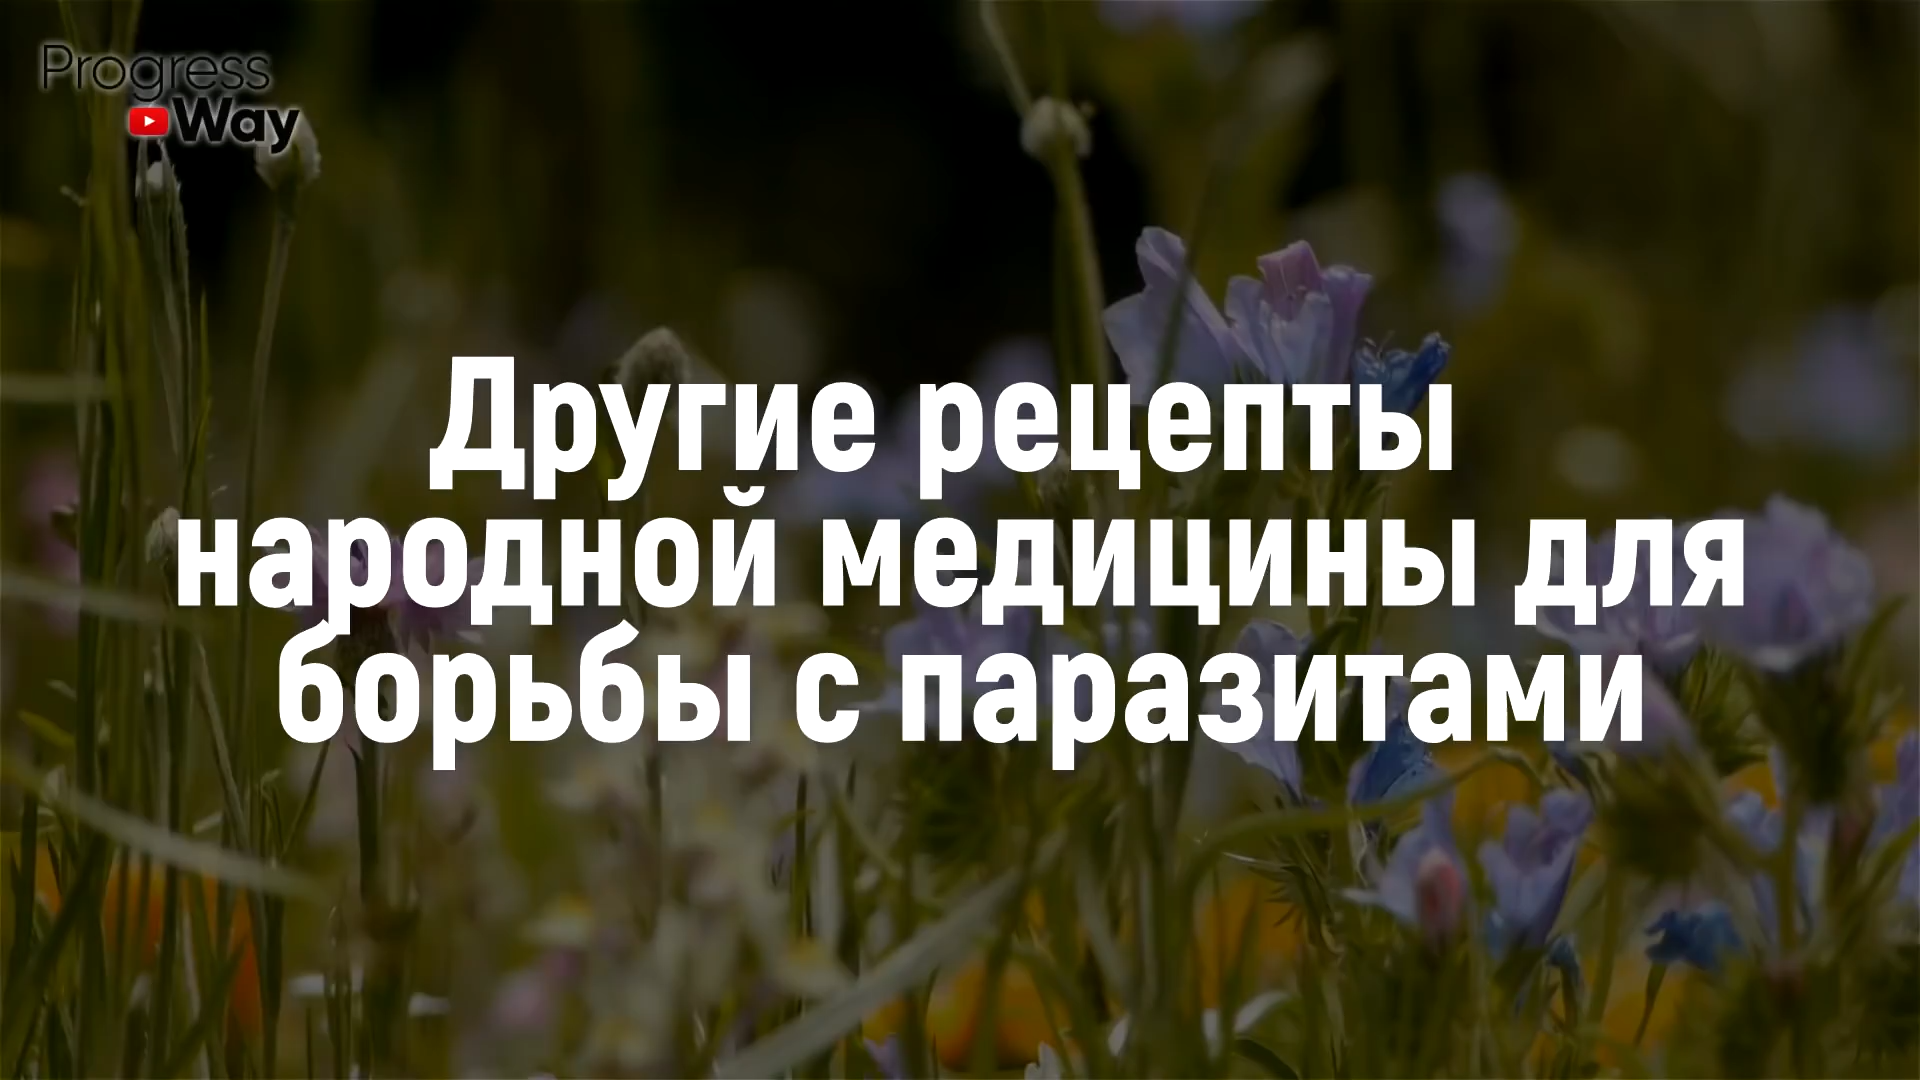 Progress
Way
Другие рецепты
народной медицины для
борьбы с паразитами